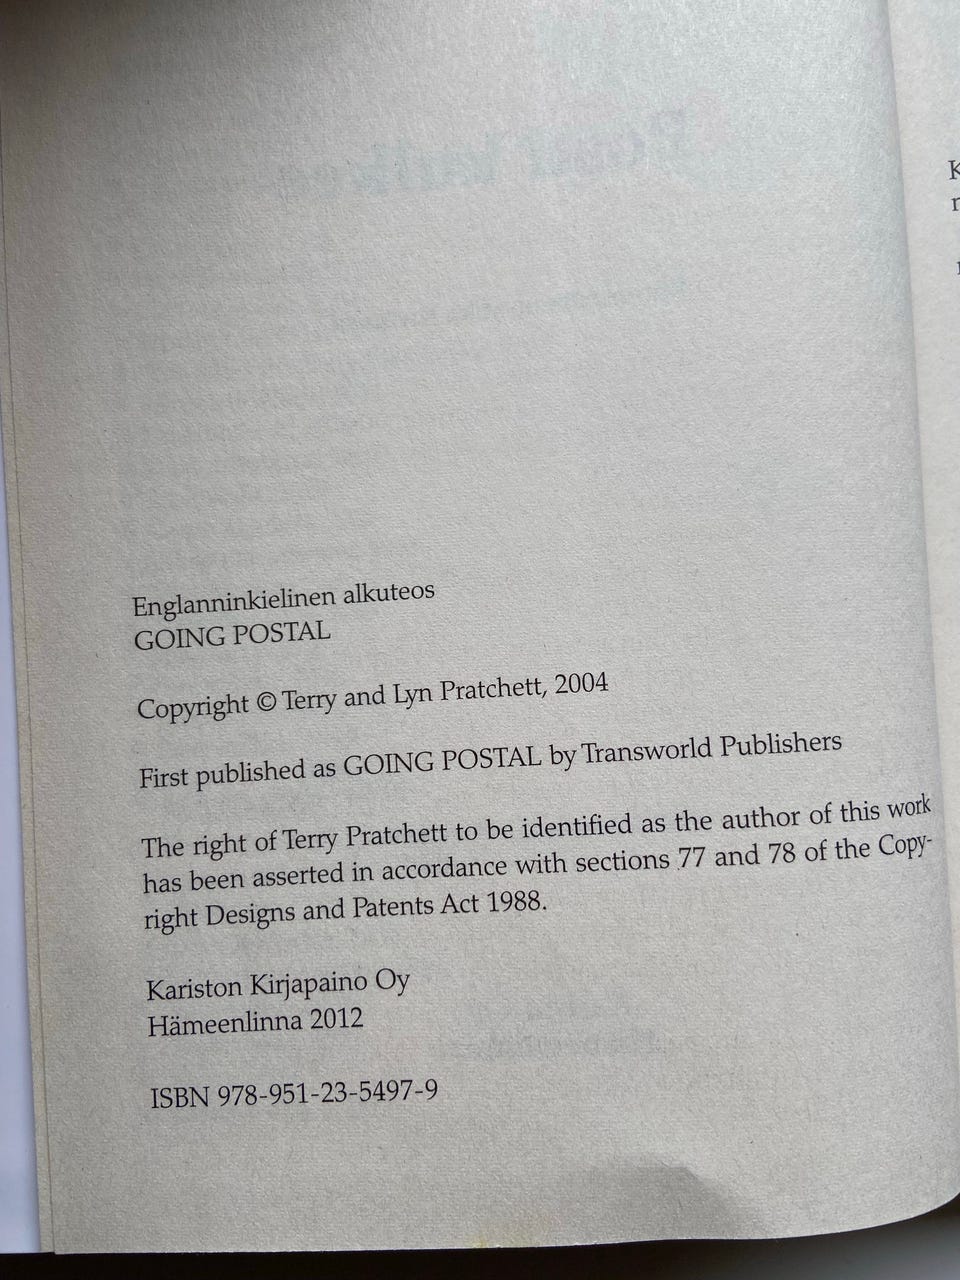 Englanninkielinen alkuteos
GOING POSTAL
Copyright © Terry and Lyn Pratchett, 2004
First published as GOING POSTAL by Transworld Publishers
The right of Terry Pratchett to be identified as the author of this work
has been asserted in accordance with sections 77 and 78 of the Copy-
right Designs and Patents Act 1988.
Kariston Kirjapaino Oy
Hämeenlinna 2012
ISBN 978-951-23-5497-9